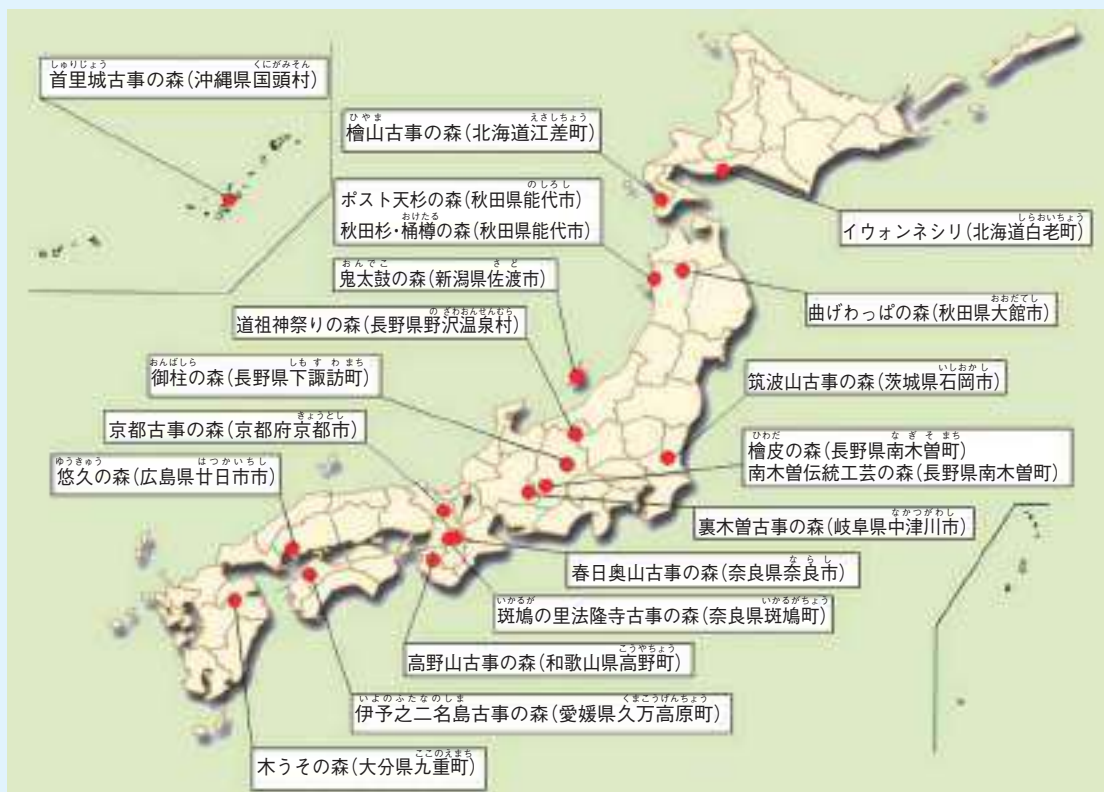 首里城古事の森(沖縄県国頭村)
檜山古事の森(北海道江差町)
ポスト天杉の森(秋田県能代市)
秋田杉・桶樽の森(秋田県能代市)
イウォンネシリ(北海道白老町)
鬼太鼓の森(新潟県佐渡市)
曲げわっぱの森(秋田県大館市)
道祖神祭りの森(長野県野沢温泉村)
御柱の森(長野県下諏訪町)
筑波山古事の森(茨城県石岡市)
京都古事の森(京都府京都市)
檜皮の森(長野県南木曽町)
南木曽伝統工芸の森(長野県南木曽町)
悠久の森(広島県廿日市市)
裏木曽古事の森(岐阜県中津川市)
春日奥山古事の森(奈良県奈良市)
斑鳩の里法隆寺古事の森(奈良県斑鳩町)
高野山古事の森(和歌山県高野町)
伊予之二名島古事の森(愛媛県久万高原町)
木うその森(大分県九重町)